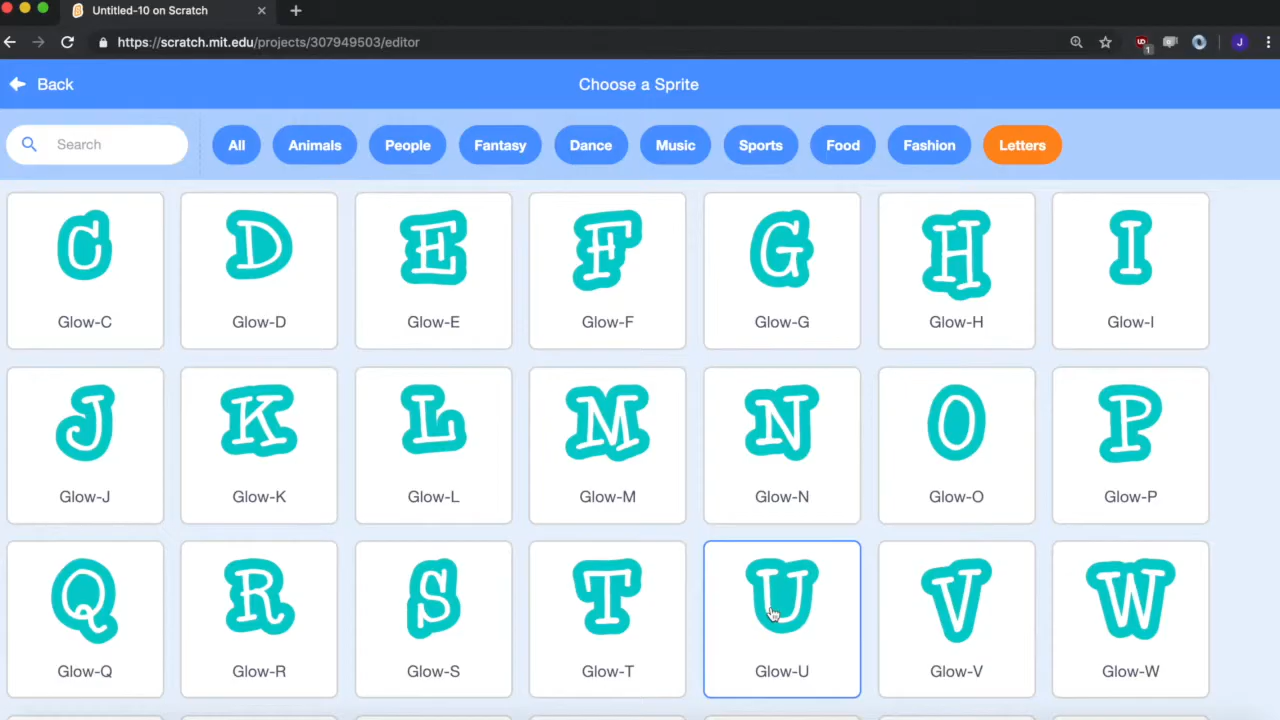 Untitled-10 on Scratch
https://scratch.mit.edu/projects/307949503/editor
UD
1
J
Back
Choose a Sprite
Search
All
Animals
People
Fantasy
Dance
Music
Sports
Food
Fashion
Letters
C D E F G H I
Glow-C Glow-D Glow-E Glow-F Glow-G Glow-H Glow-I
J K L M N O P
Glow-J Glow-K Glow-L Glow-M Glow-N Glow-O Glow-P
Q R S T U V W
Glow-Q Glow-R Glow-S Glow-T Glow-U Glow-V Glow-W